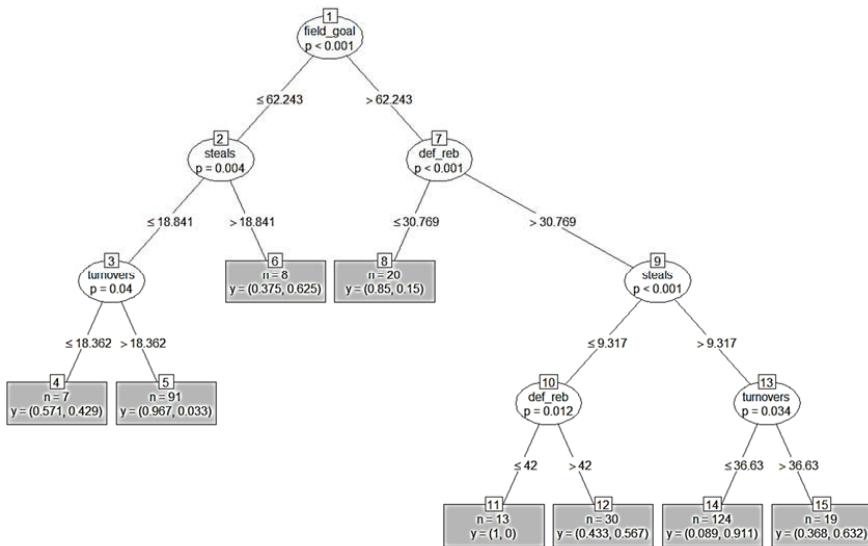 1
field_goal
p < 0.001
≤ 62.243
> 62.243
2
steals
p = 0.004
7
def_reb
p < 0.001
≤ 18.841
> 18.841
≤ 30.769
> 30.769
3
turnovers
p = 0.04
6
n = 8
y = (0.375, 0.625)
8
n = 20
y = (0.85, 0.15)
9
steals
p < 0.001
≤ 18.362
> 18.362
≤ 9.317
> 9.317
4
n = 7
y = (0.571, 0.429)
5
n = 91
y = (0.967, 0.033)
10
def_reb
p = 0.012
13
turnovers
p = 0.034
≤ 42
> 42
≤ 36.63
> 36.63
11
n = 13
y = (1, 0)
12
n = 30
y = (0.433, 0.567)
14
n = 124
y = (0.089, 0.911)
15
n = 19
y = (0.368, 0.632)